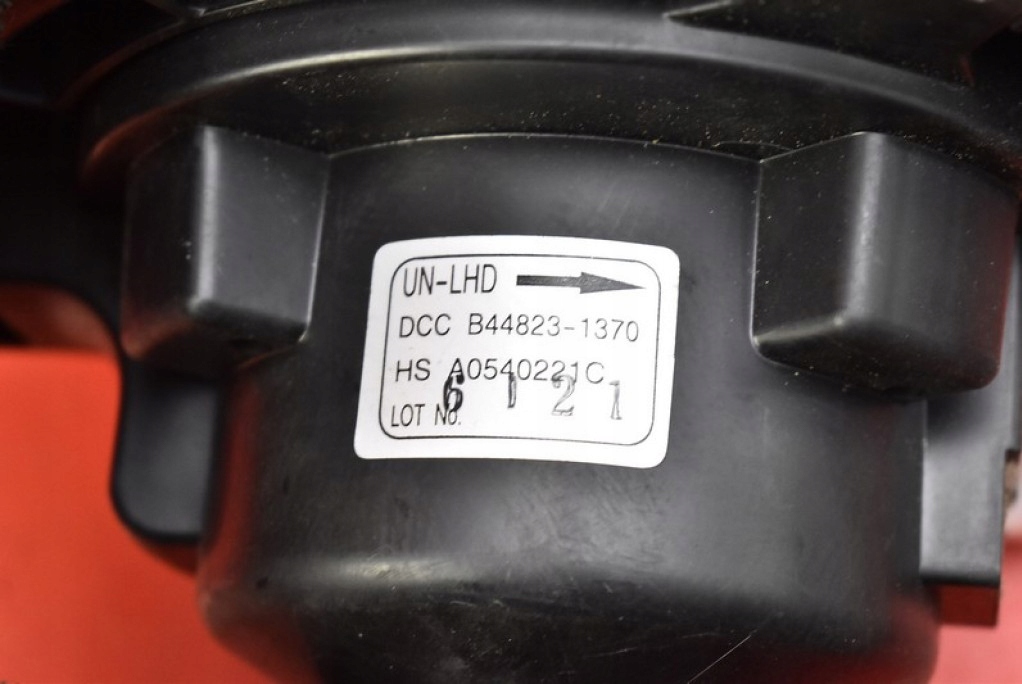 UN-LHD
DCC B44823-1370
HS A0540221C
LOT No. 6 1 2 1